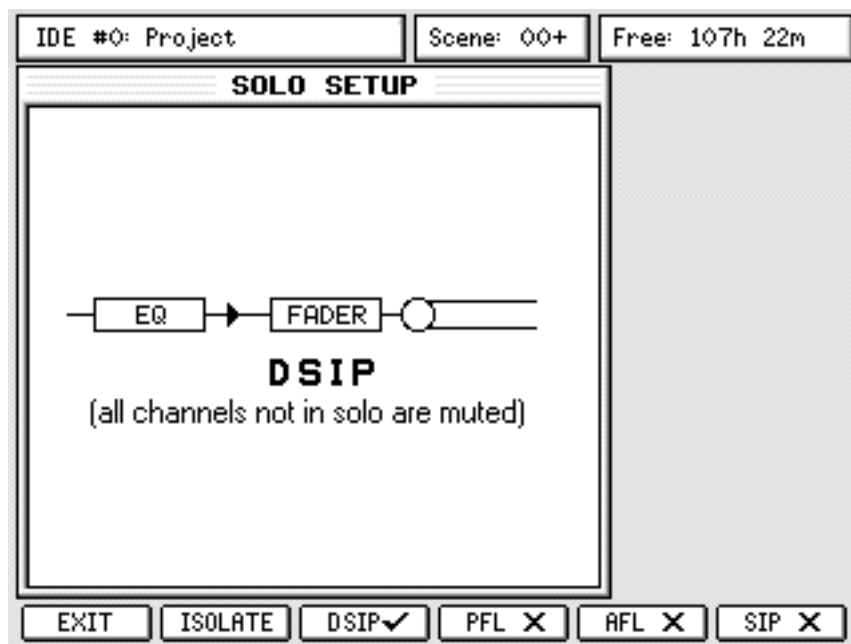 IDE #0: Project Scene: 00+ Free: 107h 22m
SOLO SETUP
EQ FADER
DSIP
(all channels not in solo are muted)
EXIT ISOLATE DSIP✓ PFL X AFL X SIP X